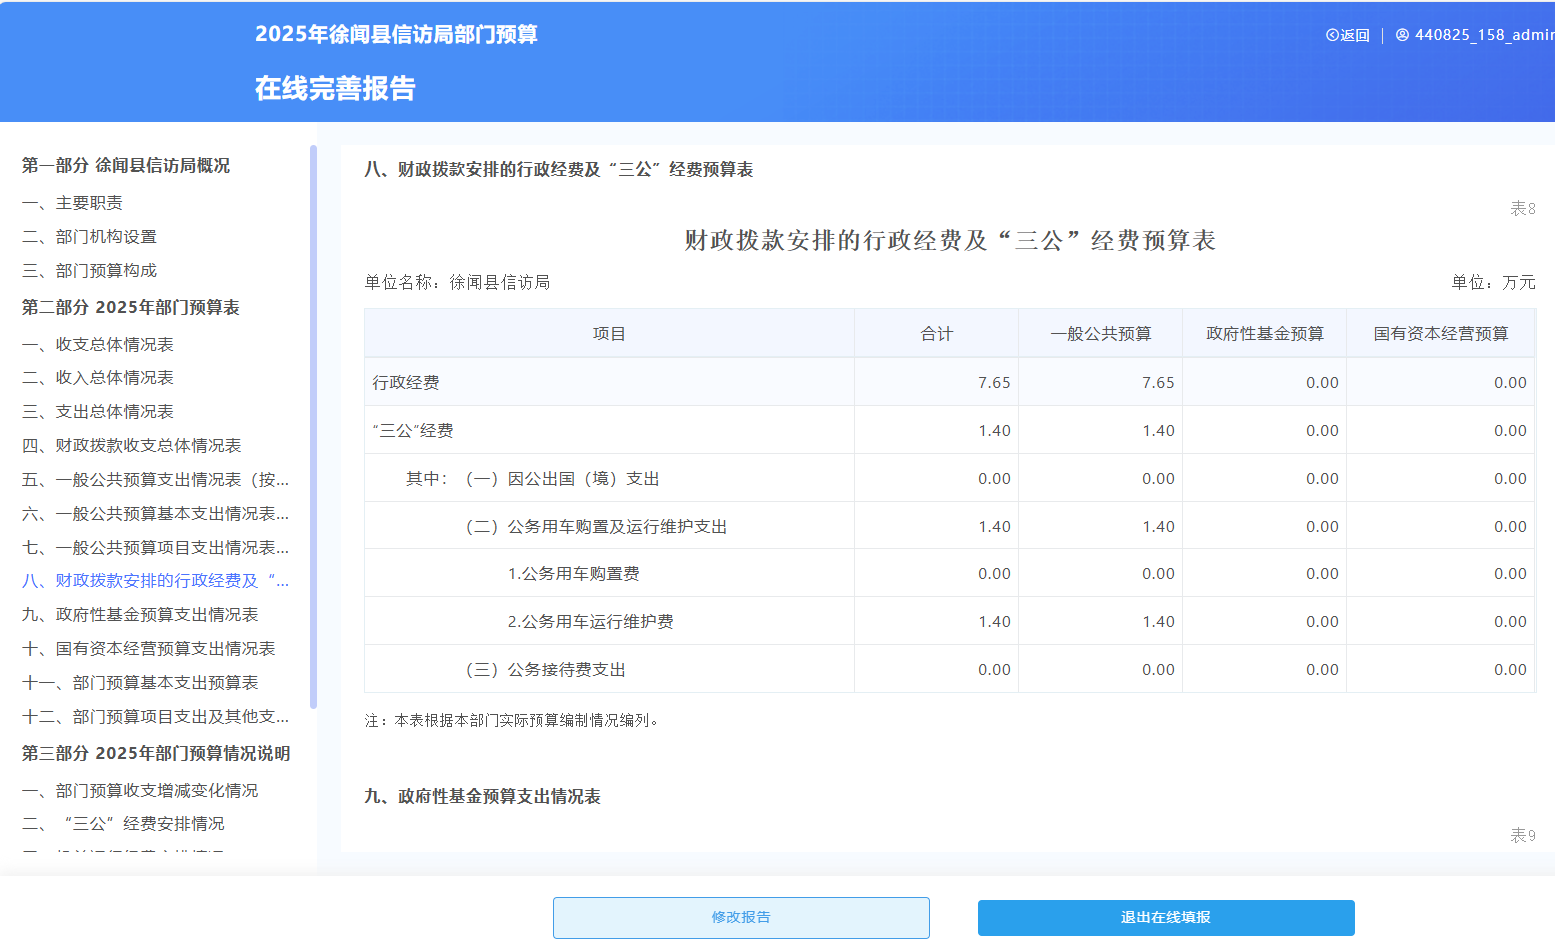 2025年徐闻县信访局部门预算
返回 440825_158_admin
在线完善报告
第一部分 徐闻县信访局概况
一、主要职责
二、部门机构设置
三、部门预算构成
第二部分 2025年部门预算表
一、收支总体情况表
二、收入总体情况表
三、支出总体情况表
四、财政拨款收支总体情况表
五、一般公共预算支出情况表（按...
六、一般公共预算基本支出情况表...
七、一般公共预算项目支出情况表...
八、财政拨款安排的行政经费及“...
九、政府性基金预算支出情况表
十、国有资本经营预算支出情况表
十一、部门预算基本支出预算表
十二、部门预算项目支出及其他支...
第三部分 2025年部门预算情况说明
一、部门预算收支增减变化情况
二、“三公”经费安排情况
八、财政拨款安排的行政经费及“三公”经费预算表
表8
财政拨款安排的行政经费及“三公”经费预算表
单位名称：徐闻县信访局 单位：万元
项目 合计 一般公共预算 政府性基金预算 国有资本经营预算
行政经费 7.65 7.65 0.00 0.00
“三公”经费 1.40 1.40 0.00 0.00
其中：（一）因公出国（境）支出 0.00 0.00 0.00 0.00
（二）公务用车购置及运行维护支出 1.40 1.40 0.00 0.00
1.公务用车购置费 0.00 0.00 0.00 0.00
2.公务用车运行维护费 1.40 1.40 0.00 0.00
（三）公务接待费支出 0.00 0.00 0.00 0.00
注：本表根据本部门实际预算编制情况编列。
九、政府性基金预算支出情况表
表9
修改报告 退出在线填报